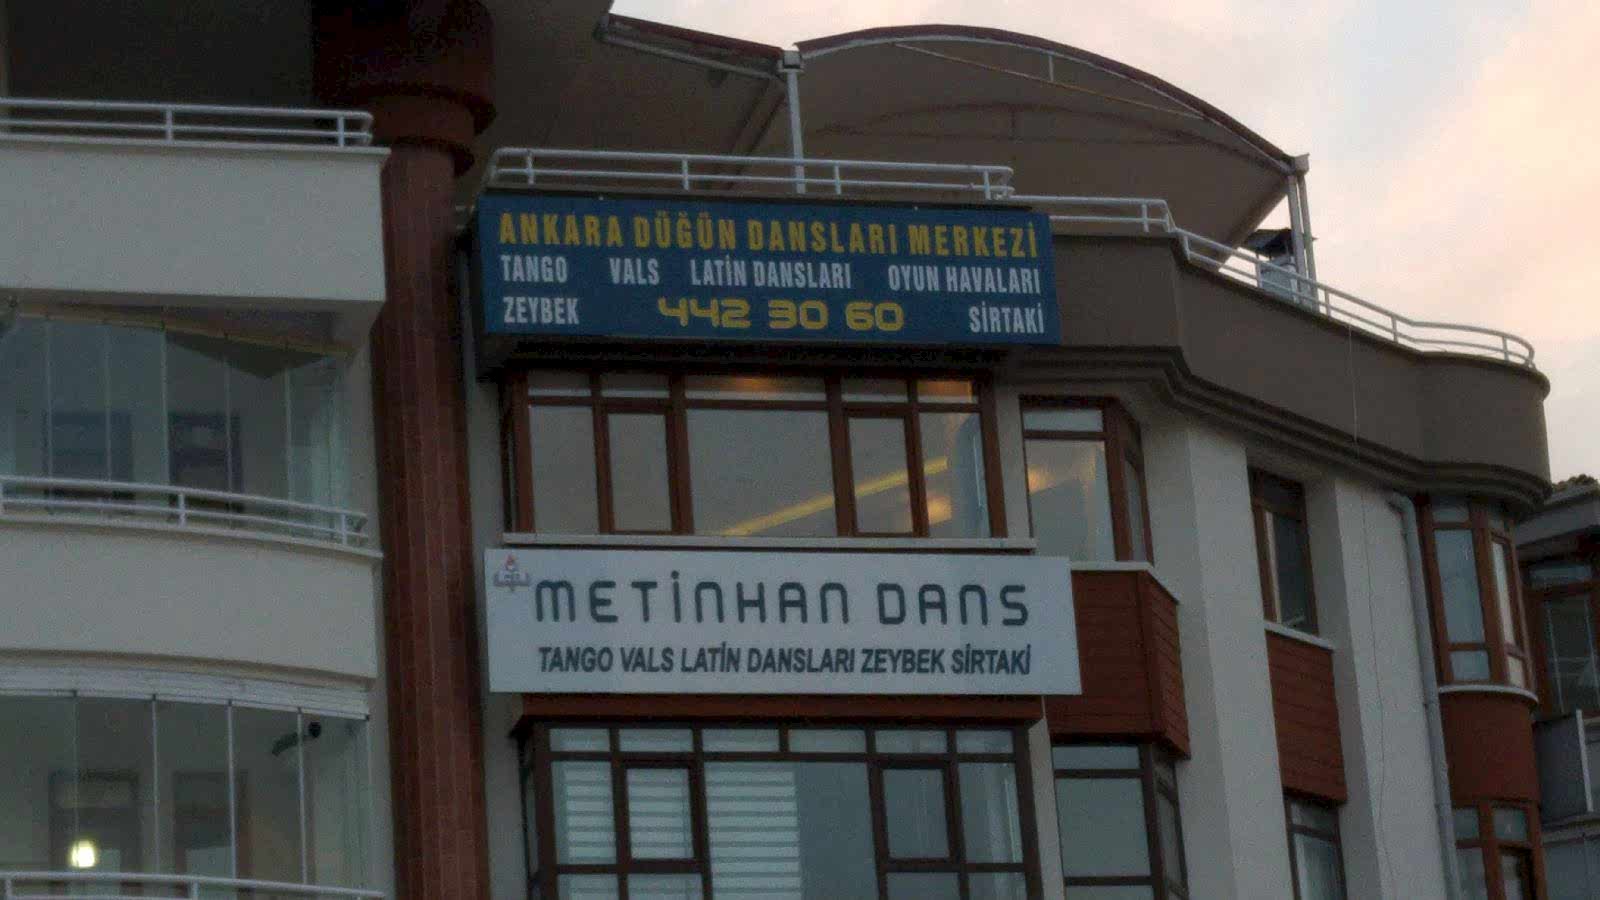 ANKARA DÜĞÜN DANSLARI MERKEZİ
TANGO VALS LATİN DANSLARI OYUN HAVALARI
ZEYBEK 442 30 60 SİRTAKİ
METİNHAN DANS
TANGO VALS LATİN DANSLARI ZEYBEK SİRTAKİ